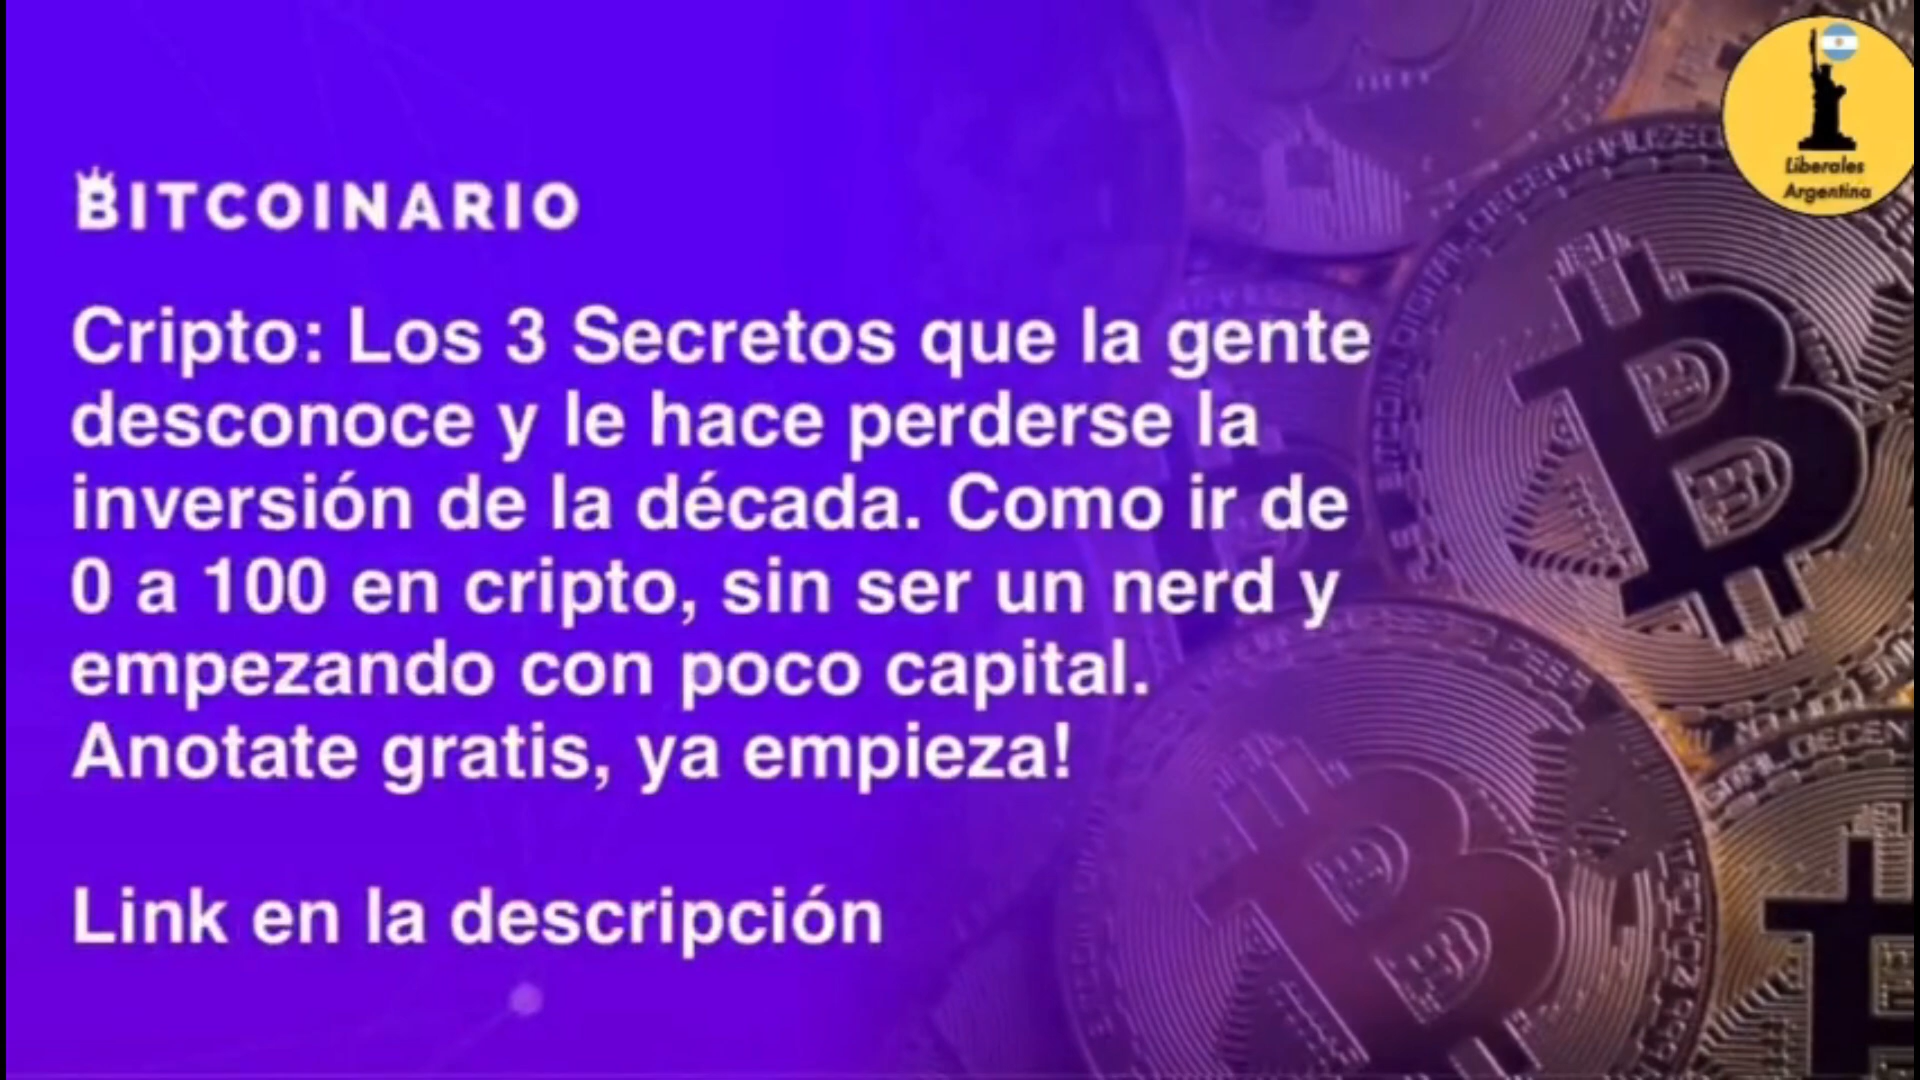 BITCOINARIO
Cripto: Los 3 Secretos que la gente
desconoce y le hace perderse la
inversión de la década. Como ir de
0 a 100 en cripto, sin ser un nerd y
empezando con poco capital.
Anotate gratis, ya empieza!
Link en la descripción
Liberales
Argentina